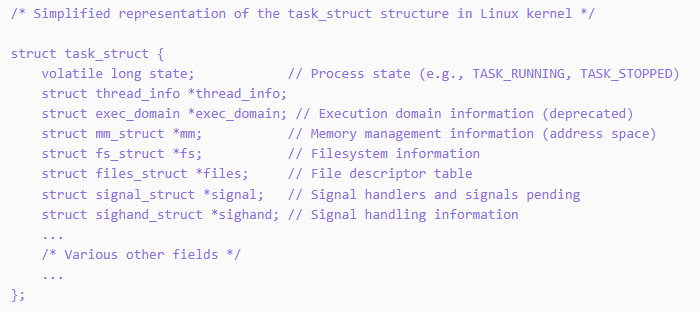 /* Simplified representation of the task_struct structure in Linux kernel */

struct task_struct {
    volatile long state;            // Process state (e.g., TASK_RUNNING, TASK_STOPPED)
    struct thread_info *thread_info;
    struct exec_domain *exec_domain; // Execution domain information (deprecated)
    struct mm_struct *mm;           // Memory management information (address space)
    struct fs_struct *fs;           // Filesystem information
    struct files_struct *files;     // File descriptor table
    struct signal_struct *signal;   // Signal handlers and signals pending
    struct sighand_struct *sighand; // Signal handling information
    ...
    /* Various other fields */
    ...
};